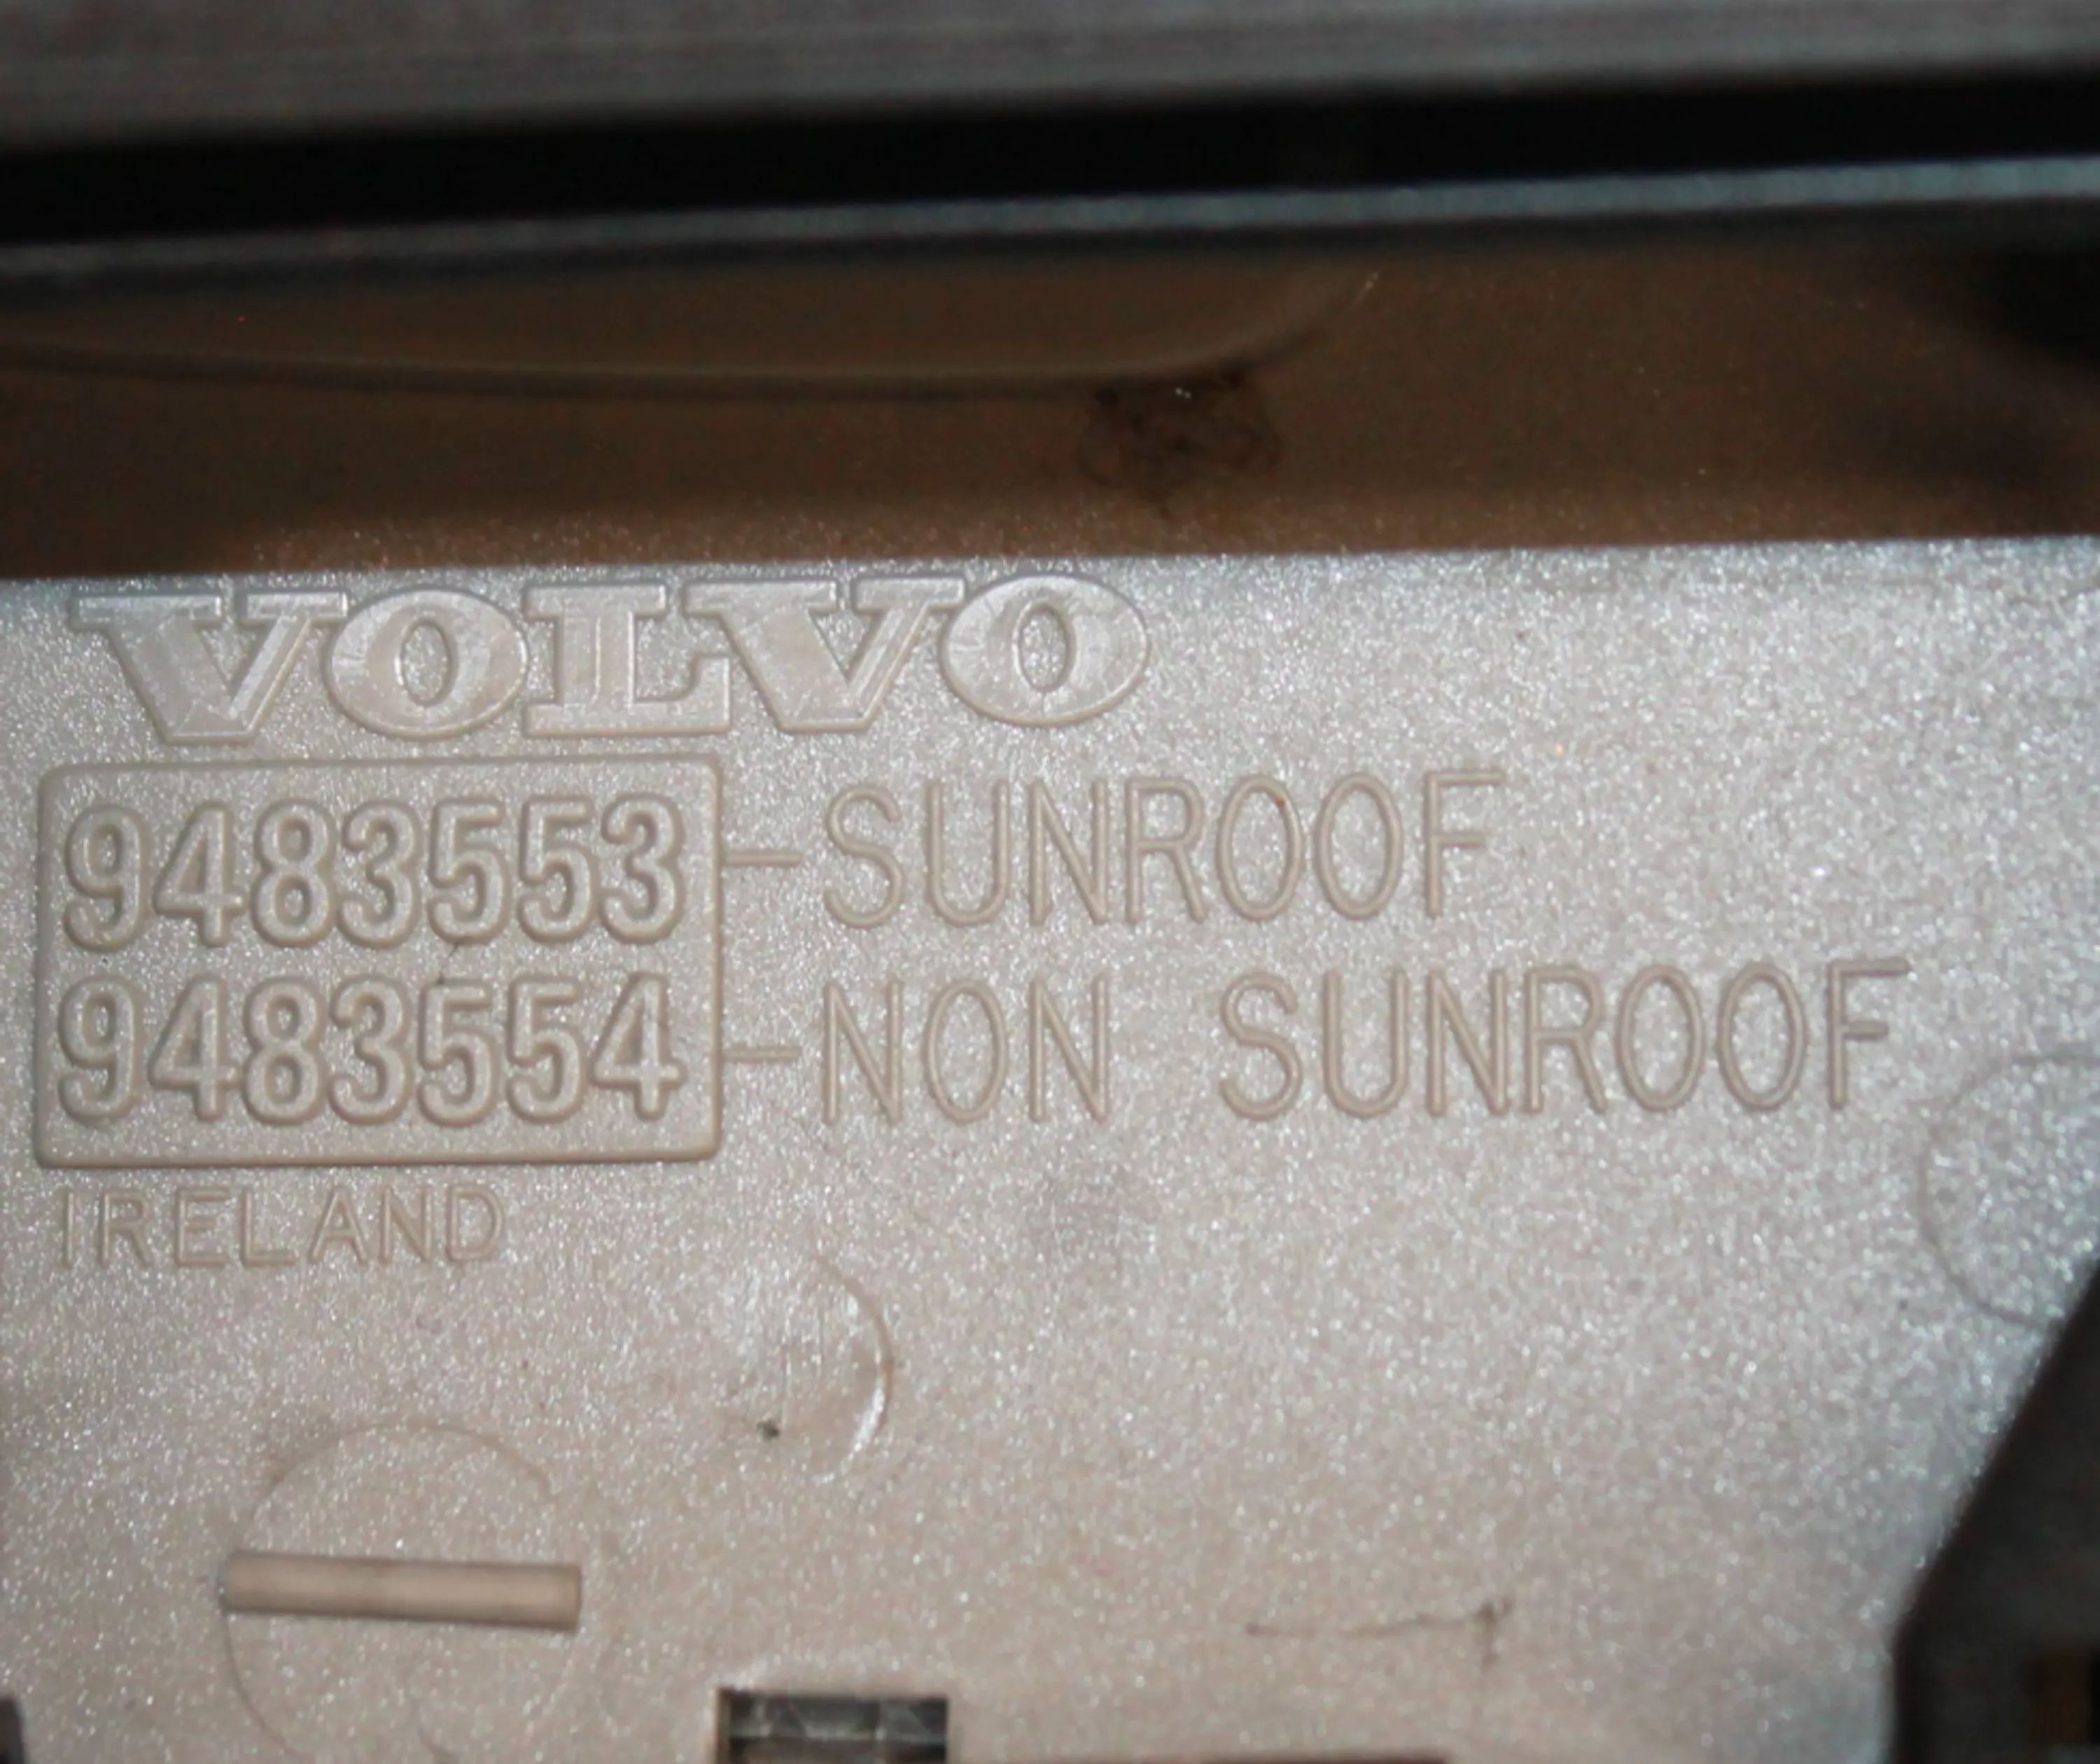 VOLVO
9483553-SUNROOF
9483554-NON SUNROOF
IRELAND